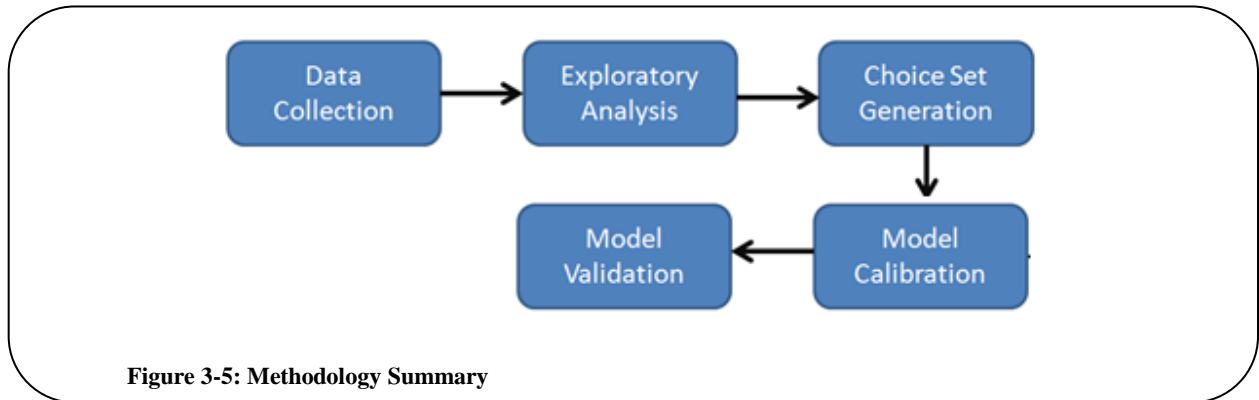 Data
Collection
Exploratory
Analysis
Choice Set
Generation
Model
Validation
Model
Calibration
Figure 3-5: Methodology Summary